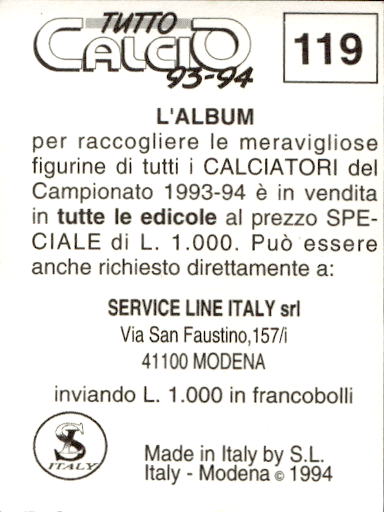 TUTTO
CALCIO
93-94
119
L'ALBUM
per raccogliere le meravigliose
figurine di tutti i CALCIATORI del
Campionato 1993-94 è in vendita
in tutte le edicole al prezzo SPE-
CIALE di L. 1.000. Può essere
anche richiesto direttamente a:
SERVICE LINE ITALY srl
Via San Faustino,157/i
41100 MODENA
inviando L. 1.000 in francobolli
SL
ITALY
Made in Italy by S.L.
Italy - Modena © 1994